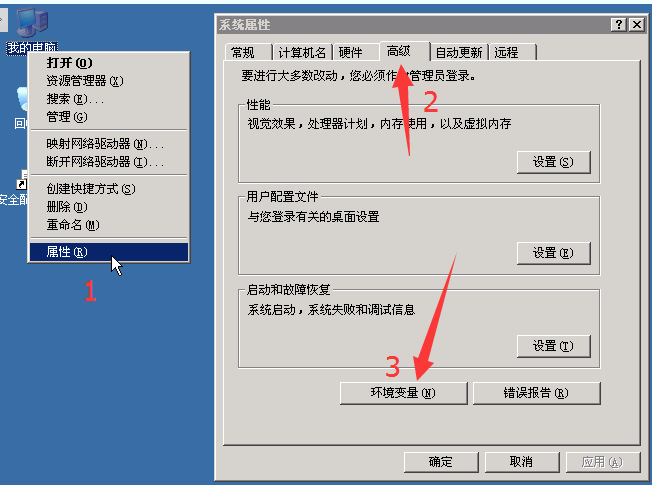 我的电脑
打开(O)
资源管理器(X)
搜索(E)...
管理(G)
映射网络驱动器(N)...
断开网络驱动器(I)...
创建快捷方式(S)
删除(D)
重命名(M)
属性(R)
1
系统属性
常规 计算机名 硬件 高级 自动更新 远程
要进行大多数改动，您必须作 管理员登录。
2
性能
视觉效果，处理器计划，内存使用，以及虚拟内存
设置(S)
用户配置文件
与您登录有关的桌面设置
设置(E)
启动和故障恢复
系统启动，系统失败和调试信息
设置(T)
3
环境变量(N) 错误报告(R)
确定 取消 应用(A)